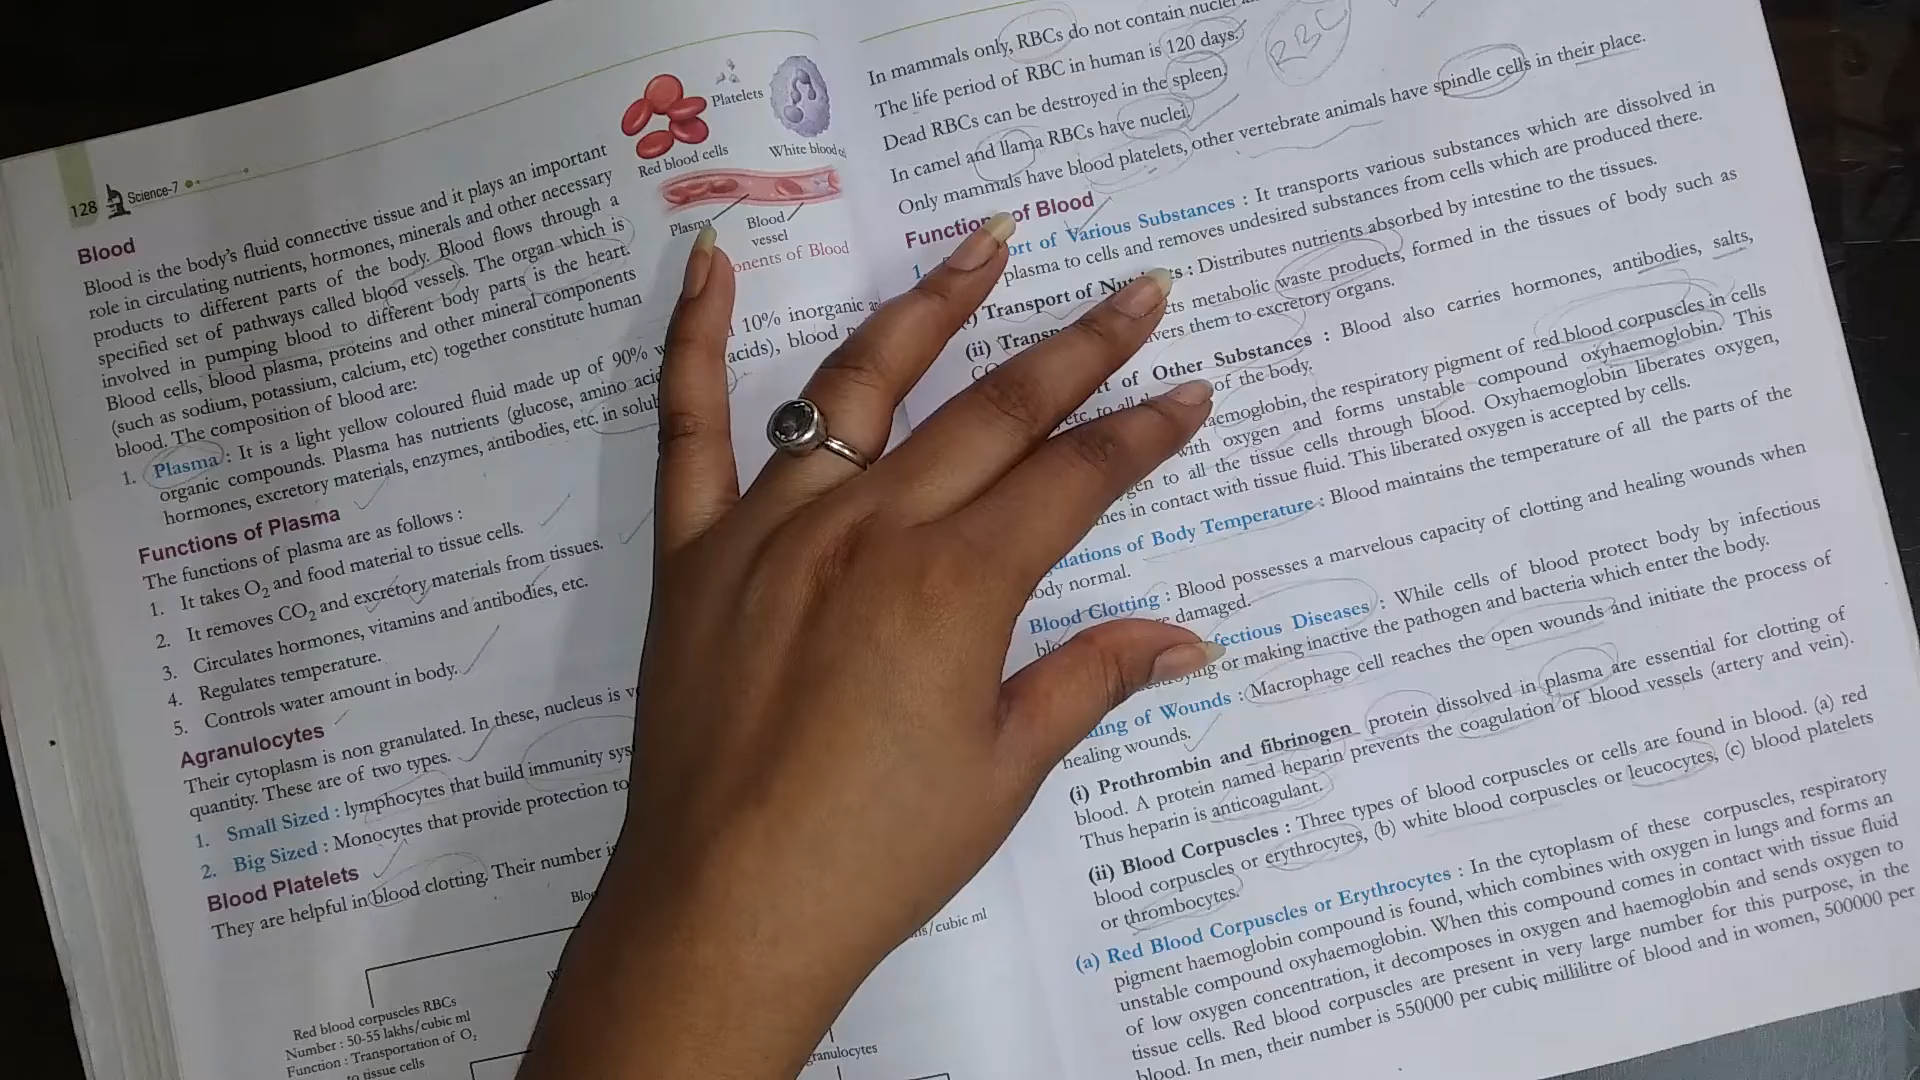 128 Science-7
Blood
Blood is the body's fluid connective tissue and it plays an important
role in circulating nutrients, hormones, minerals and other necessary
products to different parts of the body. Blood flows through a
specified set of pathways called blood vessels. The organ which is
involved in pumping blood to different body parts is the heart.
Blood cells, blood plasma, proteins and other mineral components
(such as sodium, potassium, calcium, etc) together constitute human
blood. The composition of blood are:
Platelets
Red blood cells
White blood
Plasma
Blood
vessel
of Blood
1. Plasma : It is a light yellow coloured fluid made up of 90% 10% inorganic
organic compounds. Plasma has nutrients (glucose, amino acids), blood
hormones, excretory materials, enzymes, antibodies, etc. in
Functions of Plasma
The functions of plasma are as follows :
1. It takes O₂ and food material to tissue cells.
2. It removes CO₂ and excretory materials from tissues.
3. Circulates hormones, vitamins and antibodies, etc.
4. Regulates temperature.
5. Controls water amount in body.
Agranulocytes
Their cytoplasm is non granulated. In these, nucleus is
quantity. These are of two types.
1. Small Sized : lymphocytes that build immunity
2. Big Sized : Monocytes that provide protection to
Blood Platelets
They are helpful in blood clotting. Their number
/cubic ml
Red blood corpuscles RBCs
Number : 50-55 lakhs/cubic ml
Function : Transportation of O₂
to tissue cells
In mammals only, RBCs do not contain
The life period of RBC in human is 120 days.
RBC
Dead RBCs can be destroyed in the spleen.
In camel and llama RBCs have nuclei.
Only mammals have blood platelets, other vertebrate animals have spindle cells in their place.
of Blood
1. of Various Substances : It transports various substances which are dissolved in
plasma to cells and removes undesired substances from cells which are produced there.
Transport of : Distributes nutrients absorbed by intestine to the tissues.
(ii) metabolic waste products, formed in the tissues of body such as
them to excretory organs.
of Other Substances : Blood also carries hormones, antibodies, salts,
etc. to all of the body.
the respiratory pigment of red blood corpuscles in cells
with oxygen and forms unstable compound oxyhaemoglobin. This
to all the tissue cells through blood. Oxyhaemoglobin liberates oxygen,
in contact with tissue fluid. This liberated oxygen is accepted by cells.
of Body Temperature : Blood maintains the temperature of all the parts of the
body normal.
Blood Clotting : Blood possesses a marvelous capacity of clotting and healing wounds when
damaged.
Diseases : While cells of blood protect body by infectious
or making inactive the pathogen and bacteria which enter the body.
of Wounds : Macrophage cell reaches the open wounds and initiate the process of
healing wounds.
(i) Prothrombin and fibrinogen protein dissolved in plasma are essential for clotting of
blood. A protein named heparin prevents the coagulation of blood vessels (artery and vein).
Thus heparin is anticoagulant.
(ii) Blood Corpuscles : Three types of blood corpuscles or cells are found in blood. (a) red
blood corpuscles or erythrocytes, (b) white blood corpuscles or leucocytes, (c) blood platelets
or thrombocytes.
(a) Red Blood Corpuscles or Erythrocytes : In the cytoplasm of these corpuscles, respiratory
pigment haemoglobin compound is found, which combines with oxygen in lungs and forms an
unstable compound oxyhaemoglobin. When this compound comes in contact with tissue fluid
of low oxygen concentration, it decomposes in oxygen and haemoglobin and sends oxygen to
tissue cells. Red blood corpuscles are present in very large number for this purpose, in the
blood. In men, their number is 550000 per cubic millilitre of blood and in women, 500000 per